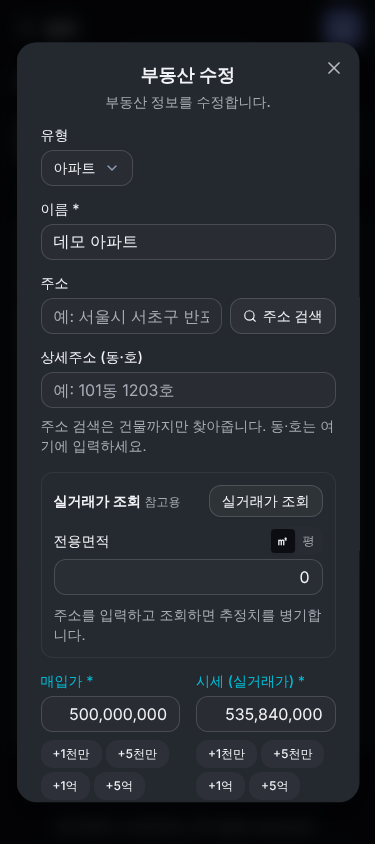 부동산 수정
부동산 정보를 수정합니다.
유형
아파트
이름 *
데모 아파트
주소
예: 서울시 서초구 반포
주소 검색
상세주소 (동·호)
예: 101동 1203호
주소 검색은 건물까지만 찾아줍니다. 동·호는 여
기에 입력하세요.
실거래가 조회 참고용
실거래가 조회
전용면적
㎡ 평
0
주소를 입력하고 조회하면 추정치를 병기합
니다.
매입가 * 시세 (실거래가) *
500,000,000 535,840,000
+1천만 +5천만 +1천만 +5천만
+1억 +5억 +1억 +5억